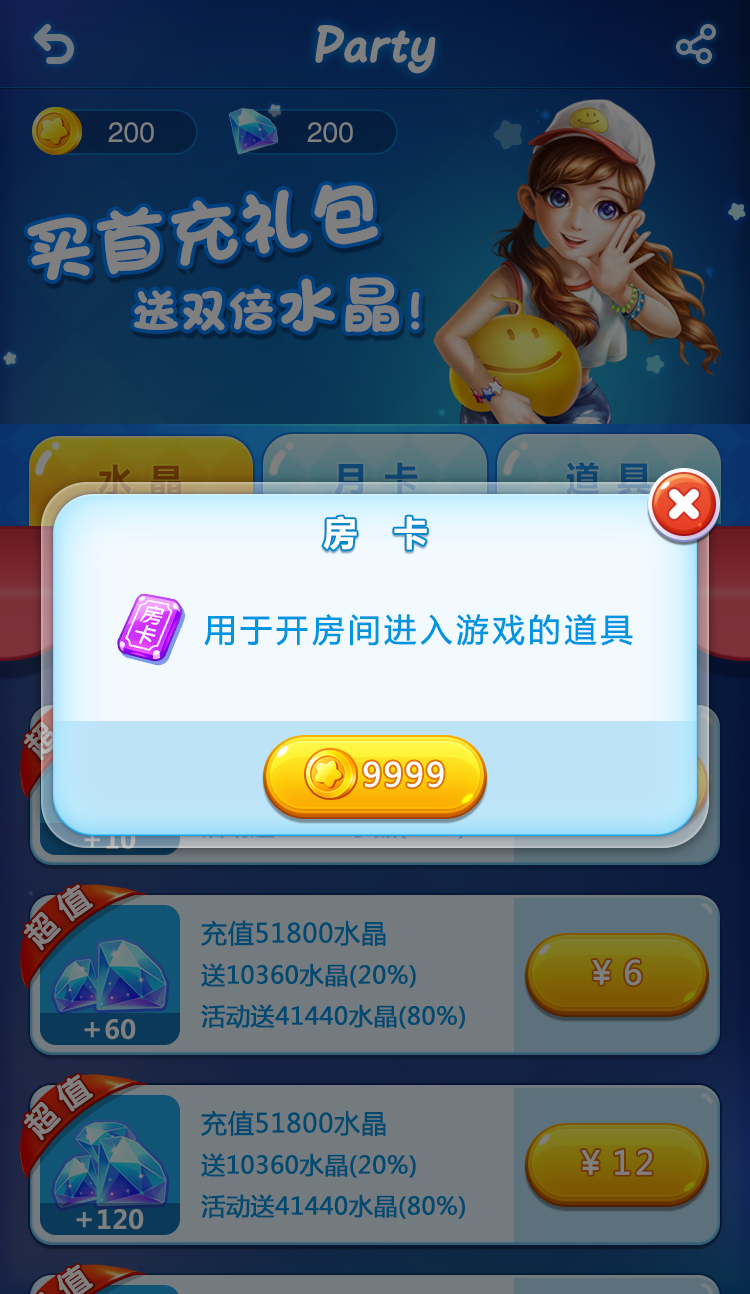 Party
200
200
买首充礼包
送双倍水晶!
水晶
月卡
道具
房卡
房卡
用于开房间进入游戏的道具
9999
+10
超值
充值51800水晶
送10360水晶(20%)
活动送41440水晶(80%)
+60
¥ 6
超值
充值51800水晶
送10360水晶(20%)
活动送41440水晶(80%)
+120
¥ 12
超值